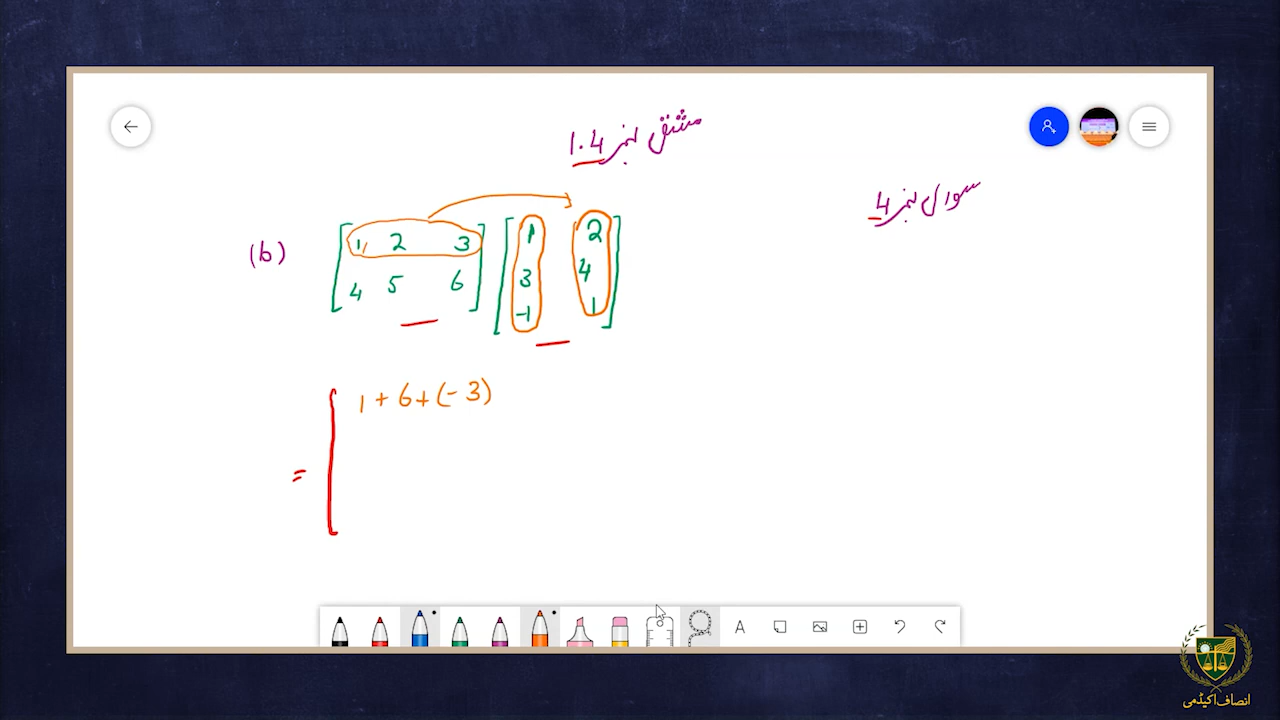 مشق نمبر 1.4
سوال نمبر 4
(b) [1, 2 3] [1 2]
[4 5 6] [3 4]
[-1 1]
= [1 + 6 + (-3)
A
انصاف اکیڈمی